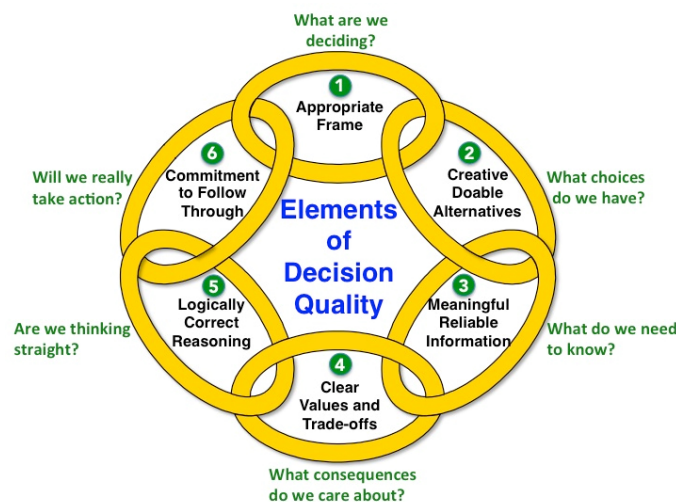 What are we
deciding?
1
Appropriate
Frame
2
Creative
Doable
Alternatives
What choices
do we have?
3
Meaningful
Reliable
Information
What do we need
to know?
4
Clear
Values and
Trade-offs
What consequences
do we care about?
5
Logically
Correct
Reasoning
Are we thinking
straight?
6
Commitment
to Follow
Through
Will we really
take action?
Elements
of
Decision
Quality